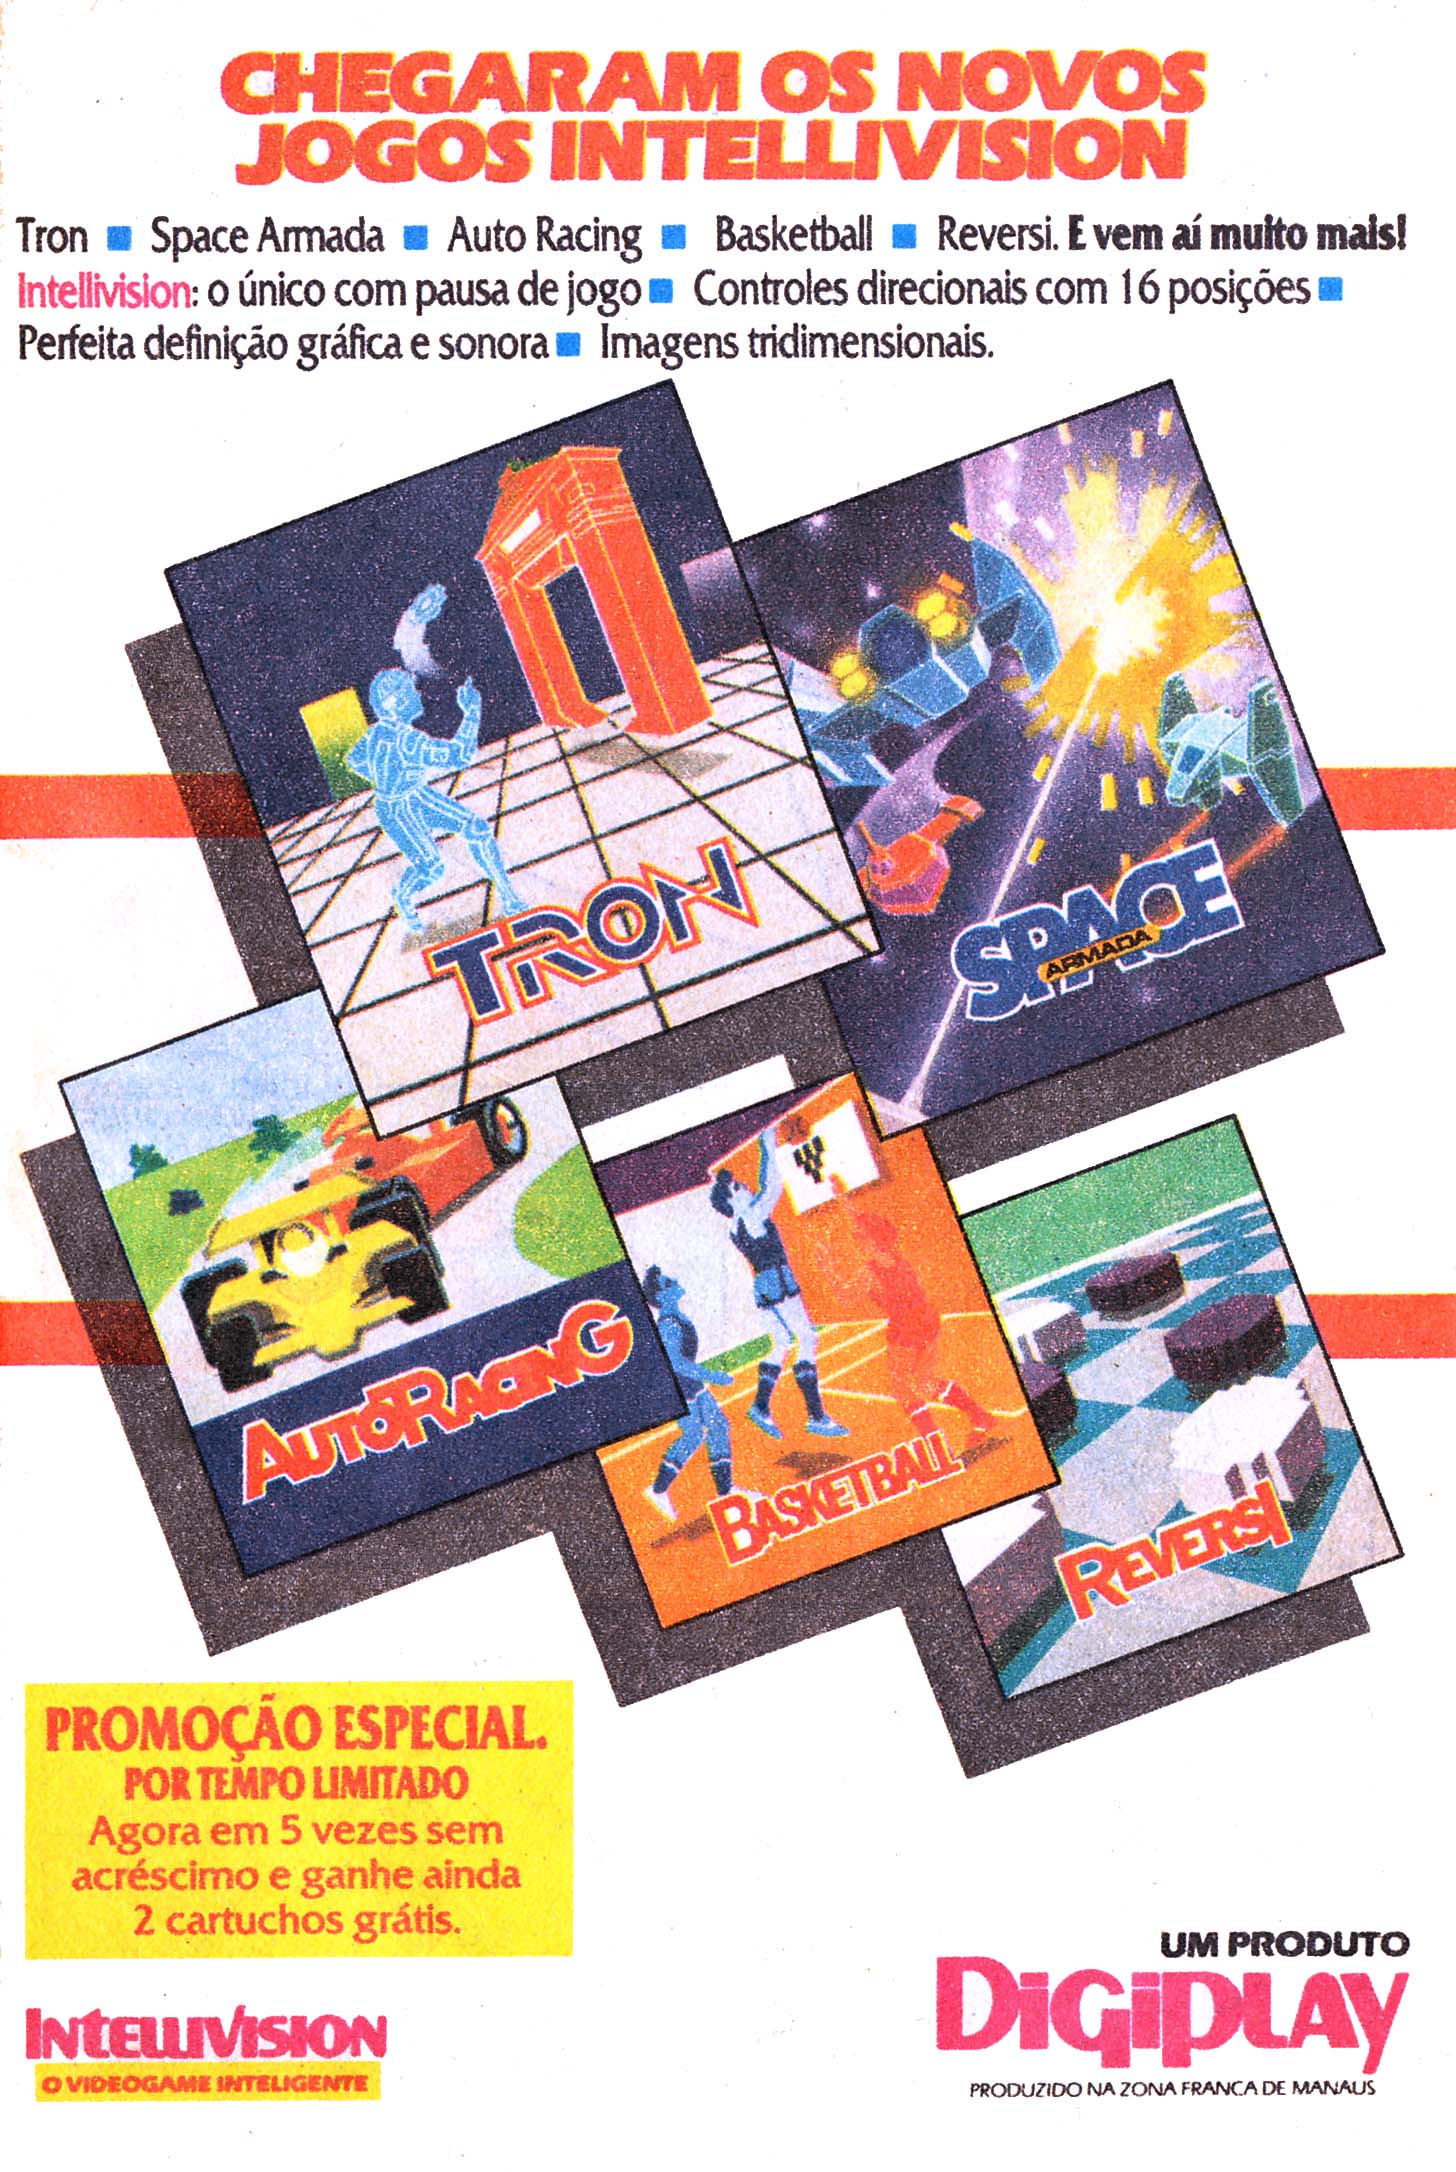 CHEGARAM OS NOVOS
JOGOS INTELLIVISION
Tron ■ Space Armada ■ Auto Racing ■ Basketball ■ Reversi. E vem aí muito mais!
Intellivision: o único com pausa de jogo ■ Controles direcionais com 16 posições ■
Perfeita definição gráfica e sonora ■ Imagens tridimensionais.
TRON
SPACE
ARMADA
AUTO RACING
BASKETBALL
REVERSI
PROMOÇÃO ESPECIAL.
POR TEMPO LIMITADO
Agora em 5 vezes sem
acréscimo e ganhe ainda
2 cartuchos grátis.
INTELLIVISION
O VIDEOGAME INTELIGENTE
UM PRODUTO
DIGIPLAY
PRODUZIDO NA ZONA FRANCA DE MANAUS